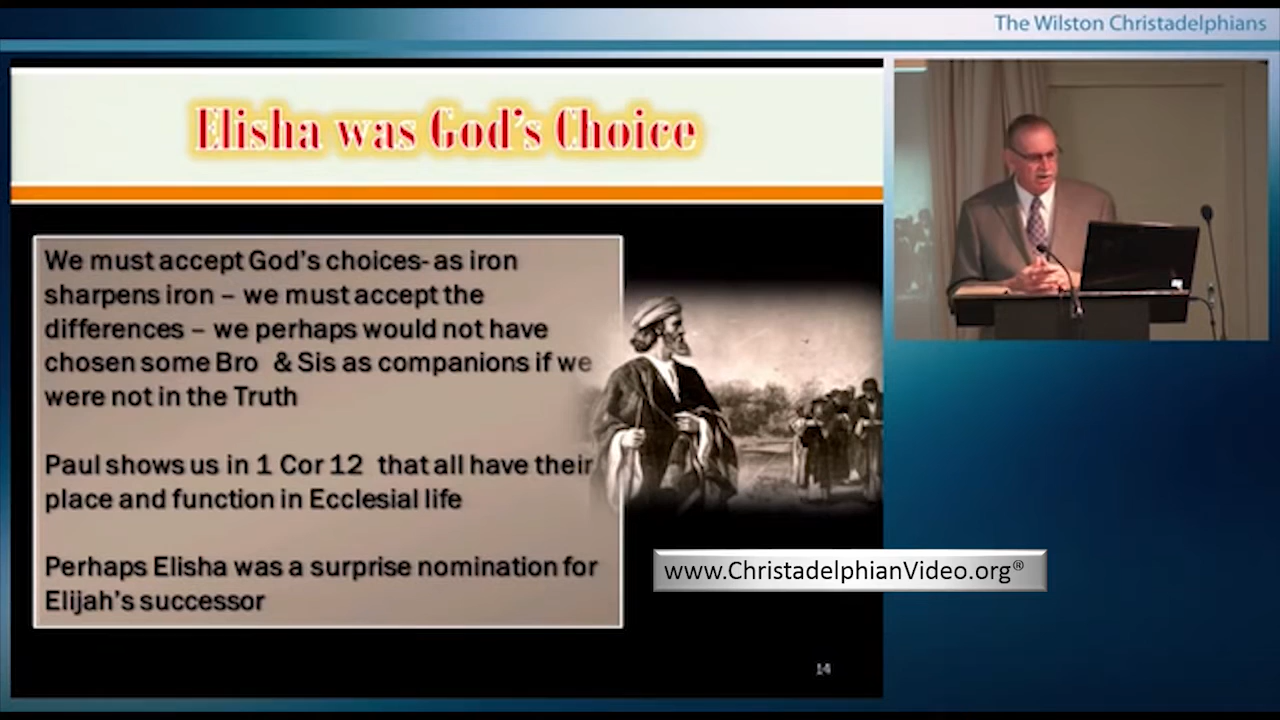 The Wilston Christadelphians
Elisha was God's Choice
We must accept God's choices- as iron
sharpens iron – we must accept the
differences – we perhaps would not have
chosen some Bro & Sis as companions if we
were not in the Truth
Paul shows us in 1 Cor 12 that all have their
place and function in Ecclesial life
Perhaps Elisha was a surprise nomination for
Elijah's successor
www.ChristadelphianVideo.org®
14